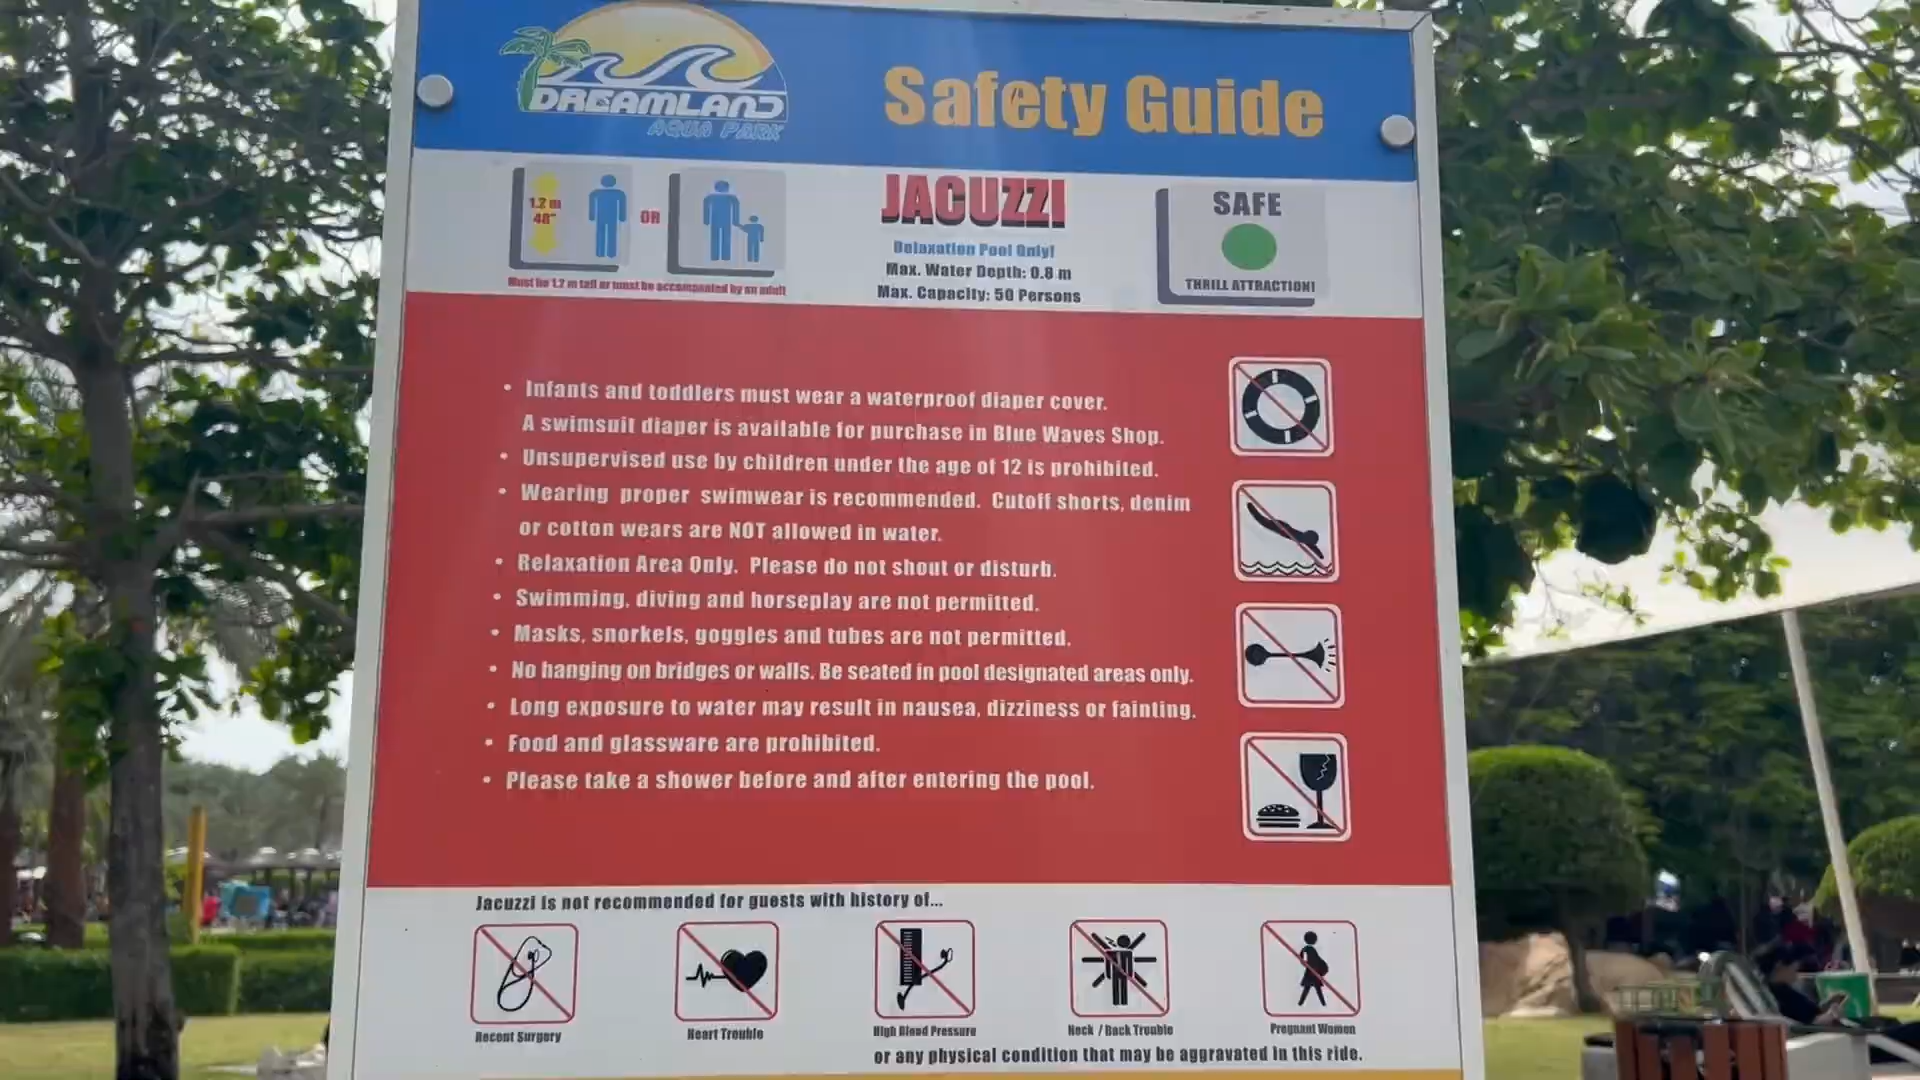 DREAMLAND
AQUA PARK
Safety Guide
1.2 m
48"
OR
Must be 1.2 m tall or must be accompanied by an adult
JACUZZI
Relaxation Pool Only!
Max. Water Depth: 0.8 m
Max. Capacity: 50 Persons
SAFE
THRILL ATTRACTION!
• Infants and toddlers must wear a waterproof diaper cover.
A swimsuit diaper is available for purchase in Blue Waves Shop.
• Unsupervised use by children under the age of 12 is prohibited.
• Wearing proper swimwear is recommended. Cutoff shorts, denim
or cotton wears are NOT allowed in water.
• Relaxation Area Only. Please do not shout or disturb.
• Swimming, diving and horseplay are not permitted.
• Masks, snorkels, goggles and tubes are not permitted.
• No hanging on bridges or walls. Be seated in pool designated areas only.
• Long exposure to water may result in nausea, dizziness or fainting.
• Food and glassware are prohibited.
• Please take a shower before and after entering the pool.
Jacuzzi is not recommended for guests with history of...
Recent Surgery
Heart Trouble
High Blood Pressure
Neck / Back Trouble
Pregnant Women
or any physical condition that may be aggravated in this ride.